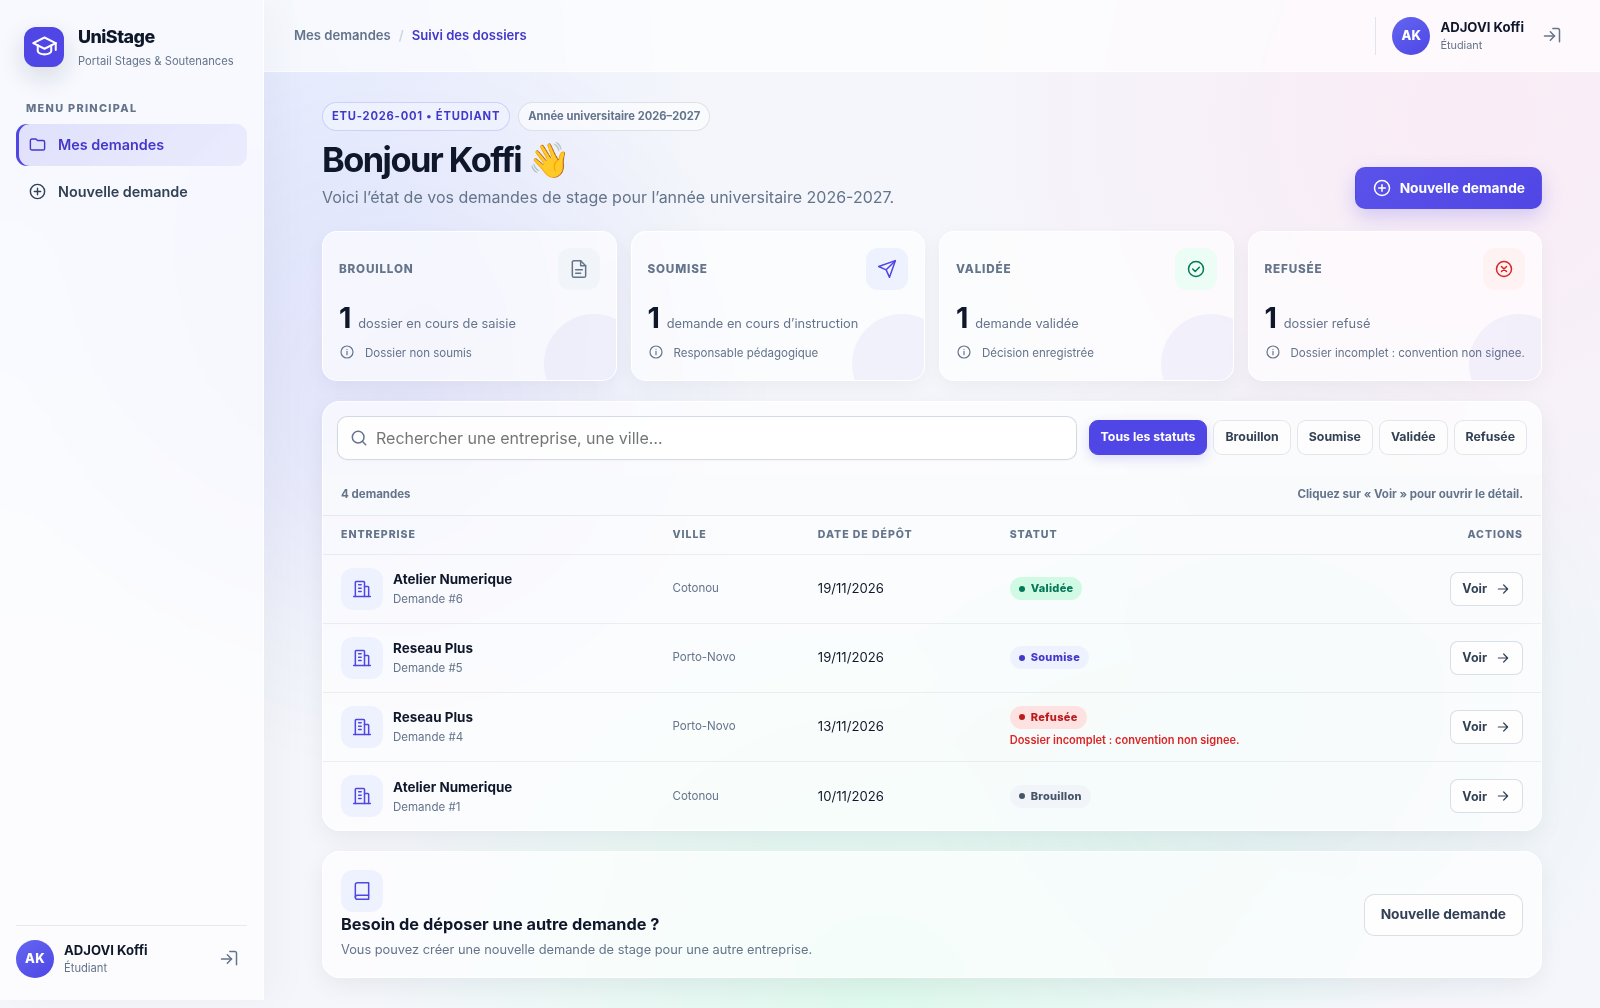 UniStage
Portail Stages & Soutenances
MENU PRINCIPAL
Mes demandes
Nouvelle demande
AK
ADJOVI Koffi
Étudiant
Mes demandes / Suivi des dossiers
AK
ADJOVI Koffi
Étudiant
ETU-2026-001 • ÉTUDIANT
Année universitaire 2026–2027
Bonjour Koffi 👋
Voici l’état de vos demandes de stage pour l’année universitaire 2026-2027.
Nouvelle demande
BROUILLON
1 dossier en cours de saisie
Dossier non soumis
SOUMISE
1 demande en cours d’instruction
Responsable pédagogique
VALIDÉE
1 demande validée
Décision enregistrée
REFUSÉE
1 dossier refusé
Dossier incomplet : convention non signee.
Rechercher une entreprise, une ville...
Tous les statuts
Brouillon
Soumise
Validée
Refusée
4 demandes
Cliquez sur « Voir » pour ouvrir le détail.
ENTREPRISE VILLE DATE DE DÉPÔT STATUT ACTIONS
Atelier Numerique
Demande #6
Cotonou
19/11/2026
Validée
Voir →
Reseau Plus
Demande #5
Porto-Novo
19/11/2026
Soumise
Voir →
Reseau Plus
Demande #4
Porto-Novo
13/11/2026
Refusée
Dossier incomplet : convention non signee.
Voir →
Atelier Numerique
Demande #1
Cotonou
10/11/2026
Brouillon
Voir →
Besoin de déposer une autre demande ?
Vous pouvez créer une nouvelle demande de stage pour une autre entreprise.
Nouvelle demande